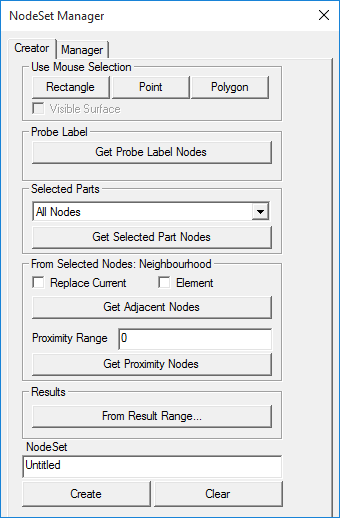 NodeSet Manager
Creator Manager
Use Mouse Selection
Rectangle Point Polygon
Visible Surface
Probe Label
Get Probe Label Nodes
Selected Parts
All Nodes
Get Selected Part Nodes
From Selected Nodes: Neighbourhood
Replace Current Element
Get Adjacent Nodes
Proximity Range 0
Get Proximity Nodes
Results
From Result Range...
NodeSet
Untitled
Create Clear